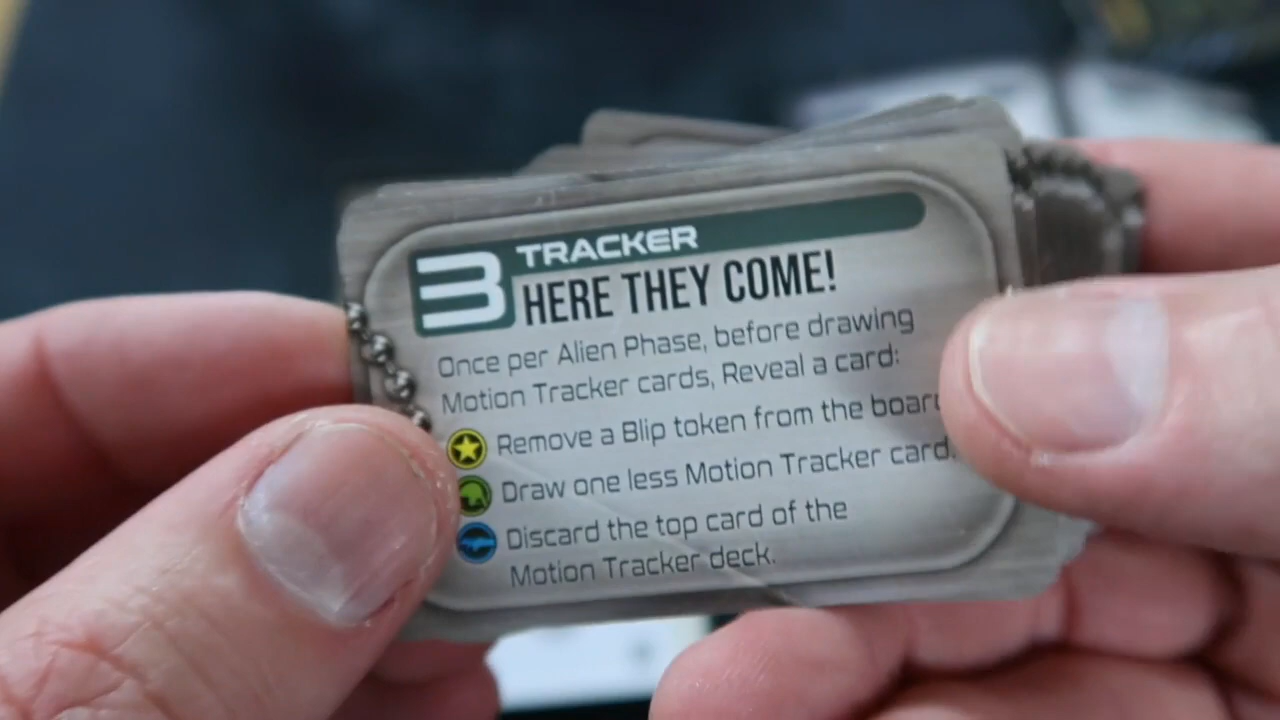 3 TRACKER
HERE THEY COME!
Once per Alien Phase, before drawing
Motion Tracker cards, Reveal a card:
Remove a Blip token from the
Draw one less Motion Tracker card.
Discard the top card of the
Motion Tracker deck.